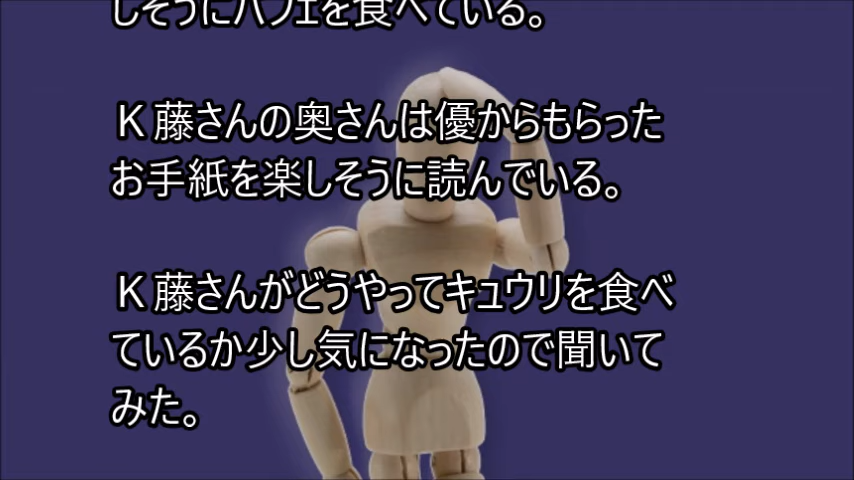 しそうにパフェを食べている。
Ｋ藤さんの奥さんは優からもらった
お手紙を楽しそうに読んでいる。
Ｋ藤さんがどうやってキュウリを食べ
ているか少し気になったので聞いて
みた。